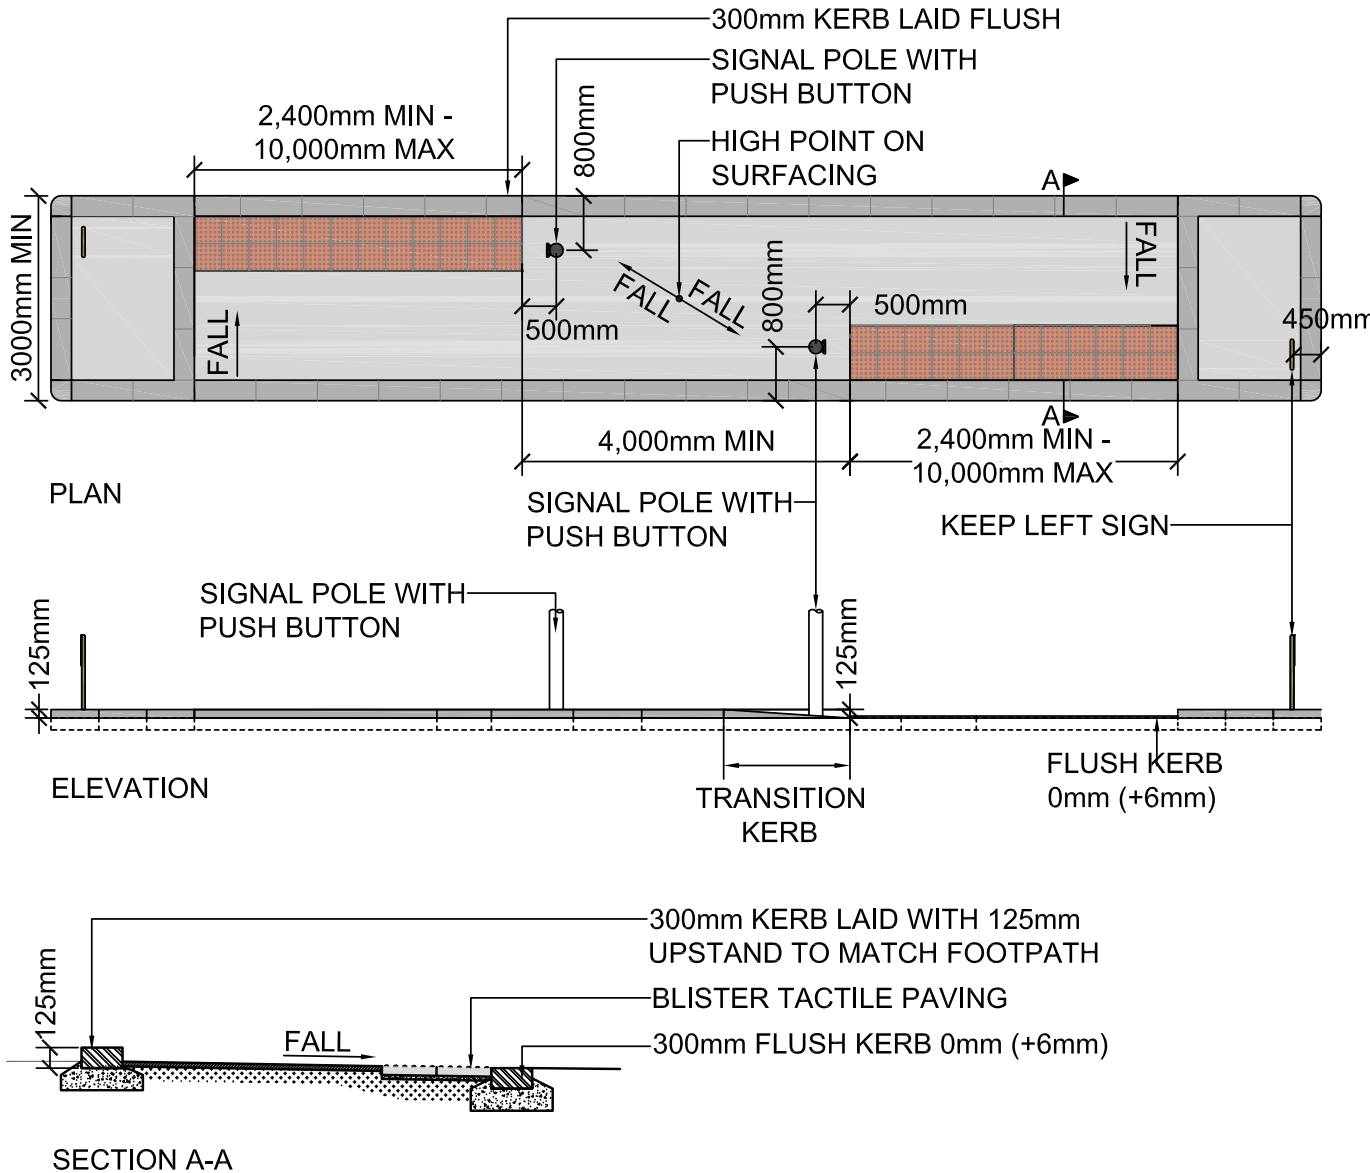 300mm KERB LAID FLUSH
SIGNAL POLE WITH
PUSH BUTTON
2,400mm MIN -
10,000mm MAX
800mm
HIGH POINT ON
SURFACING
A
3000mm MIN
FALL
FALL
FALL
FALL
500mm
800mm
500mm
450mm
A
4,000mm MIN
2,400mm MIN -
10,000mm MAX
PLAN
SIGNAL POLE WITH
PUSH BUTTON
KEEP LEFT SIGN
SIGNAL POLE WITH
PUSH BUTTON
125mm
125mm
ELEVATION
TRANSITION
KERB
FLUSH KERB
0mm (+6mm)
300mm KERB LAID WITH 125mm
UPSTAND TO MATCH FOOTPATH
125mm
BLISTER TACTILE PAVING
FALL
300mm FLUSH KERB 0mm (+6mm)
SECTION A-A